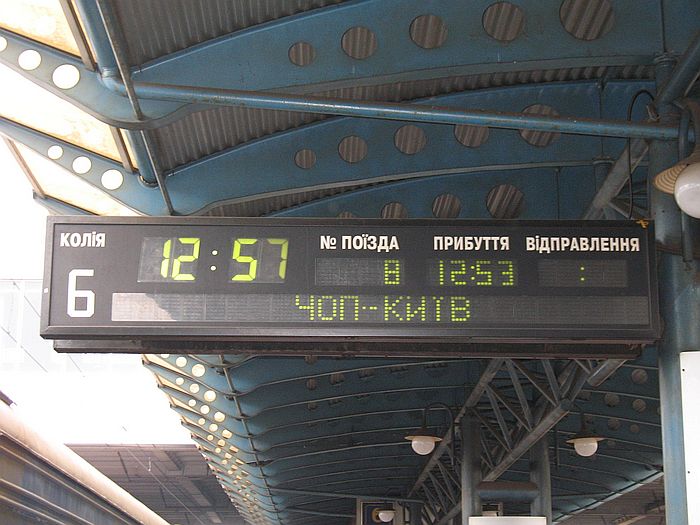 КОЛІЯ 12:57 № ПОЇЗДА ПРИБУТТЯ ВІДПРАВЛЕННЯ
6 8 12:53 :
ЧОП-КИЇВ